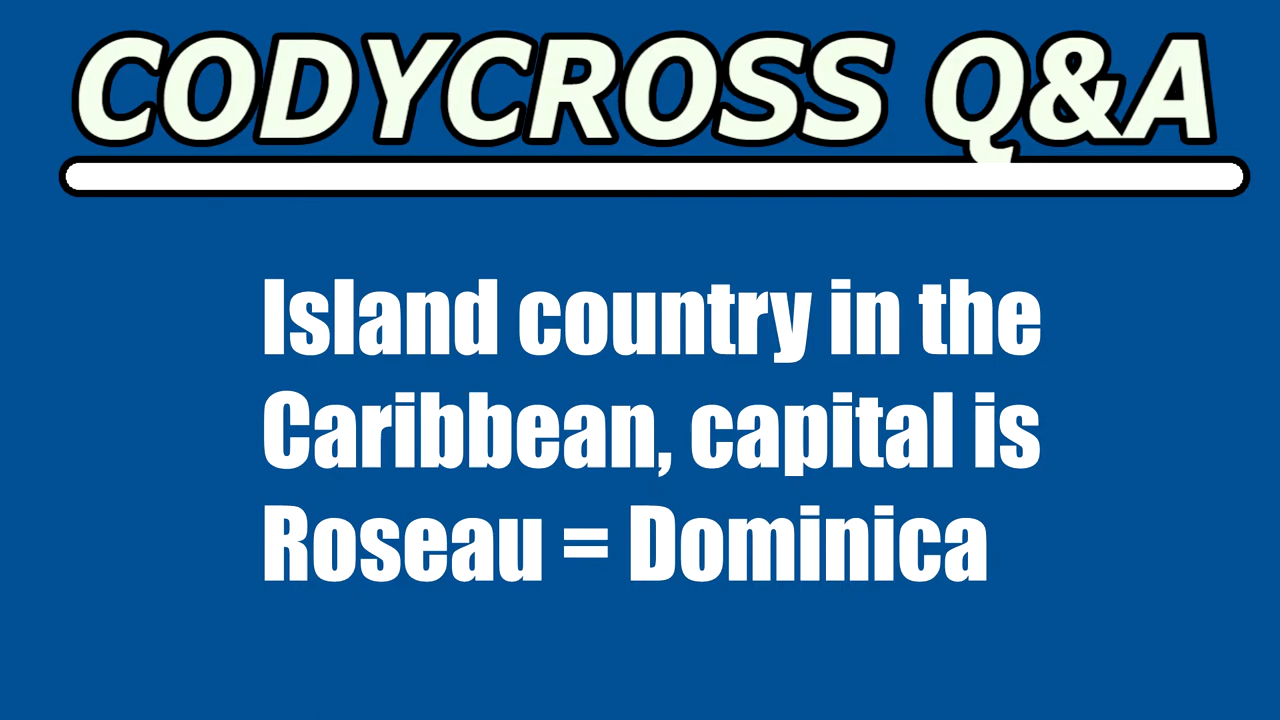 CODYCROSS Q&A
Island country in the
Caribbean, capital is
Roseau = Dominica